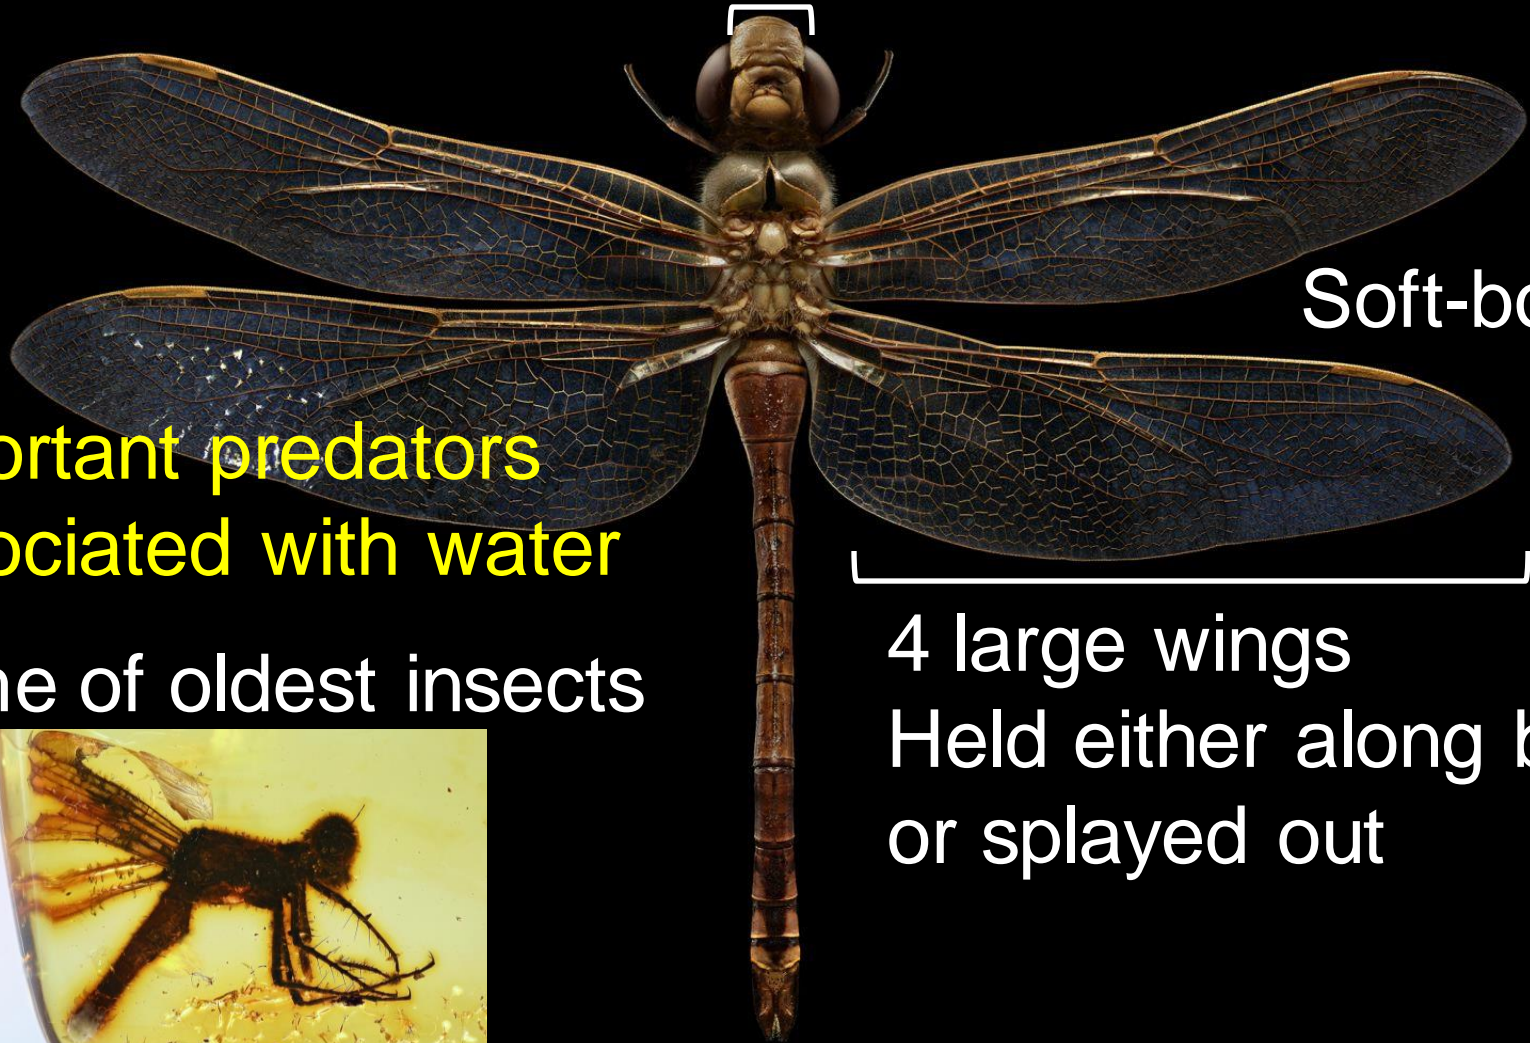 Soft-bo
ortant predators
ociated with water
ne of oldest insects
4 large wings
Held either along b
or splayed out